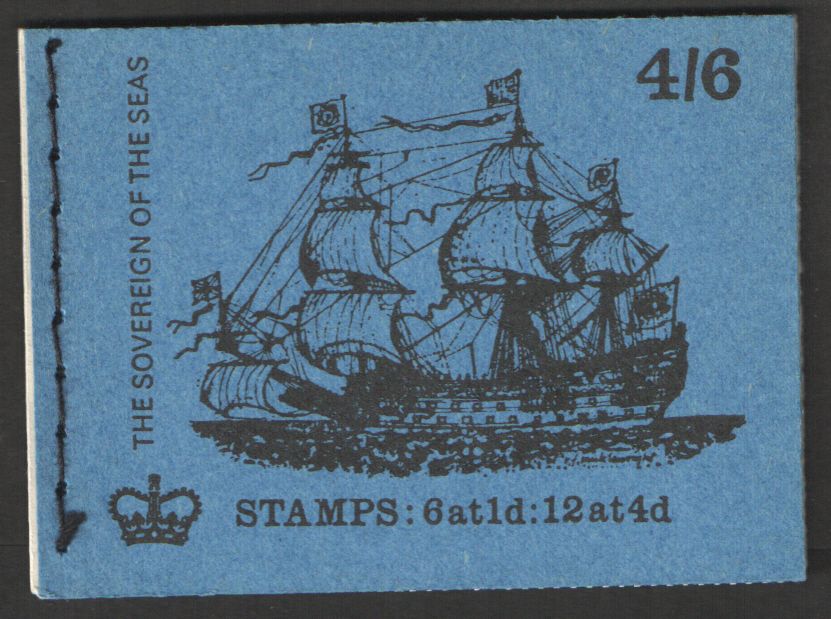 4/6
THE SOVEREIGN OF THE SEAS
STAMPS: 6at1d:12at4d